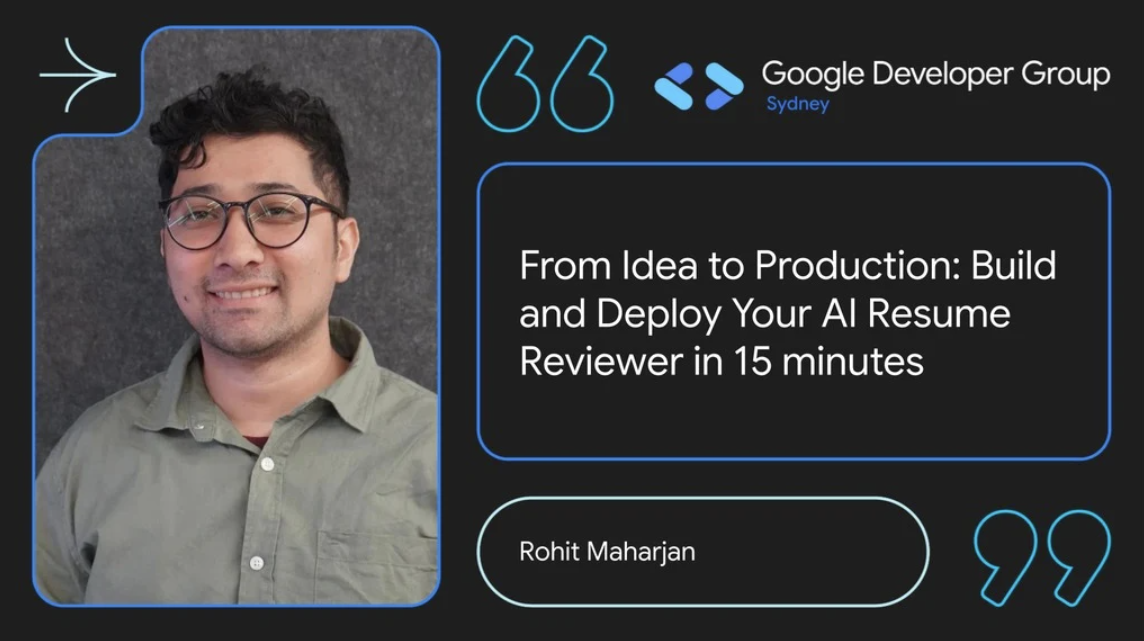 Google Developer Group
Sydney
From Idea to Production: Build
and Deploy Your AI Resume
Reviewer in 15 minutes
Rohit Maharjan